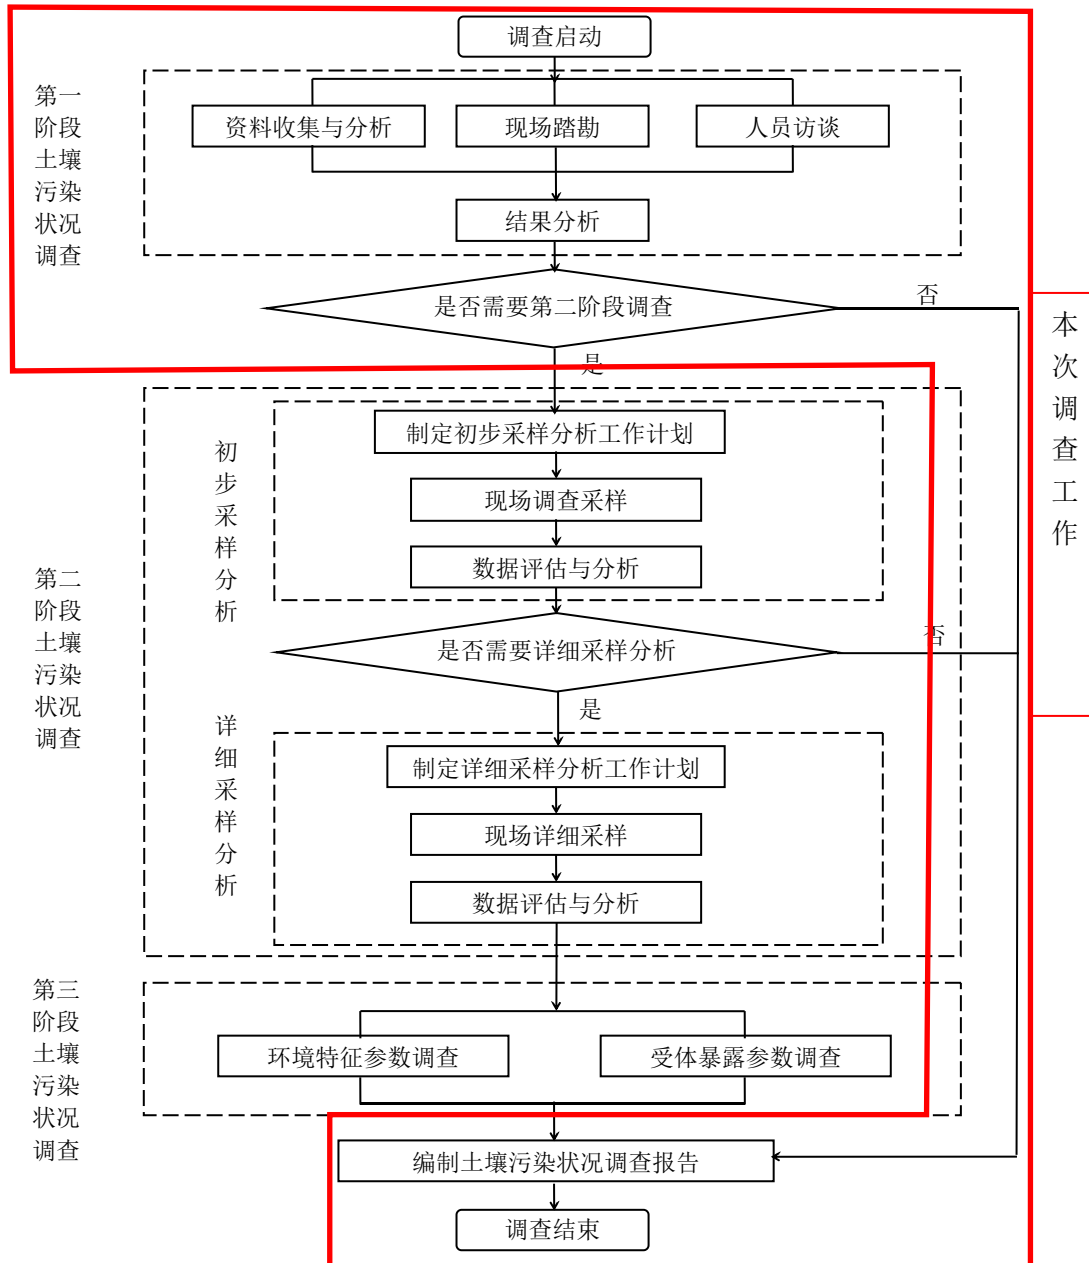 调查启动
第一
阶段
土壤
污染
状况
调查
资料收集与分析
现场踏勘
人员访谈
结果分析
是否需要第二阶段调查
否
是
本
次
调
查
工
作
第二
阶段
土壤
污染
状况
调查
初
步
采
样
分
析
制定初步采样分析工作计划
现场调查采样
数据评估与分析
是否需要详细采样分析
否
是
详
细
采
样
分
析
制定详细采样分析工作计划
现场详细采样
数据评估与分析
第三
阶段
土壤
污染
状况
调查
环境特征参数调查
受体暴露参数调查
编制土壤污染状况调查报告
调查结束